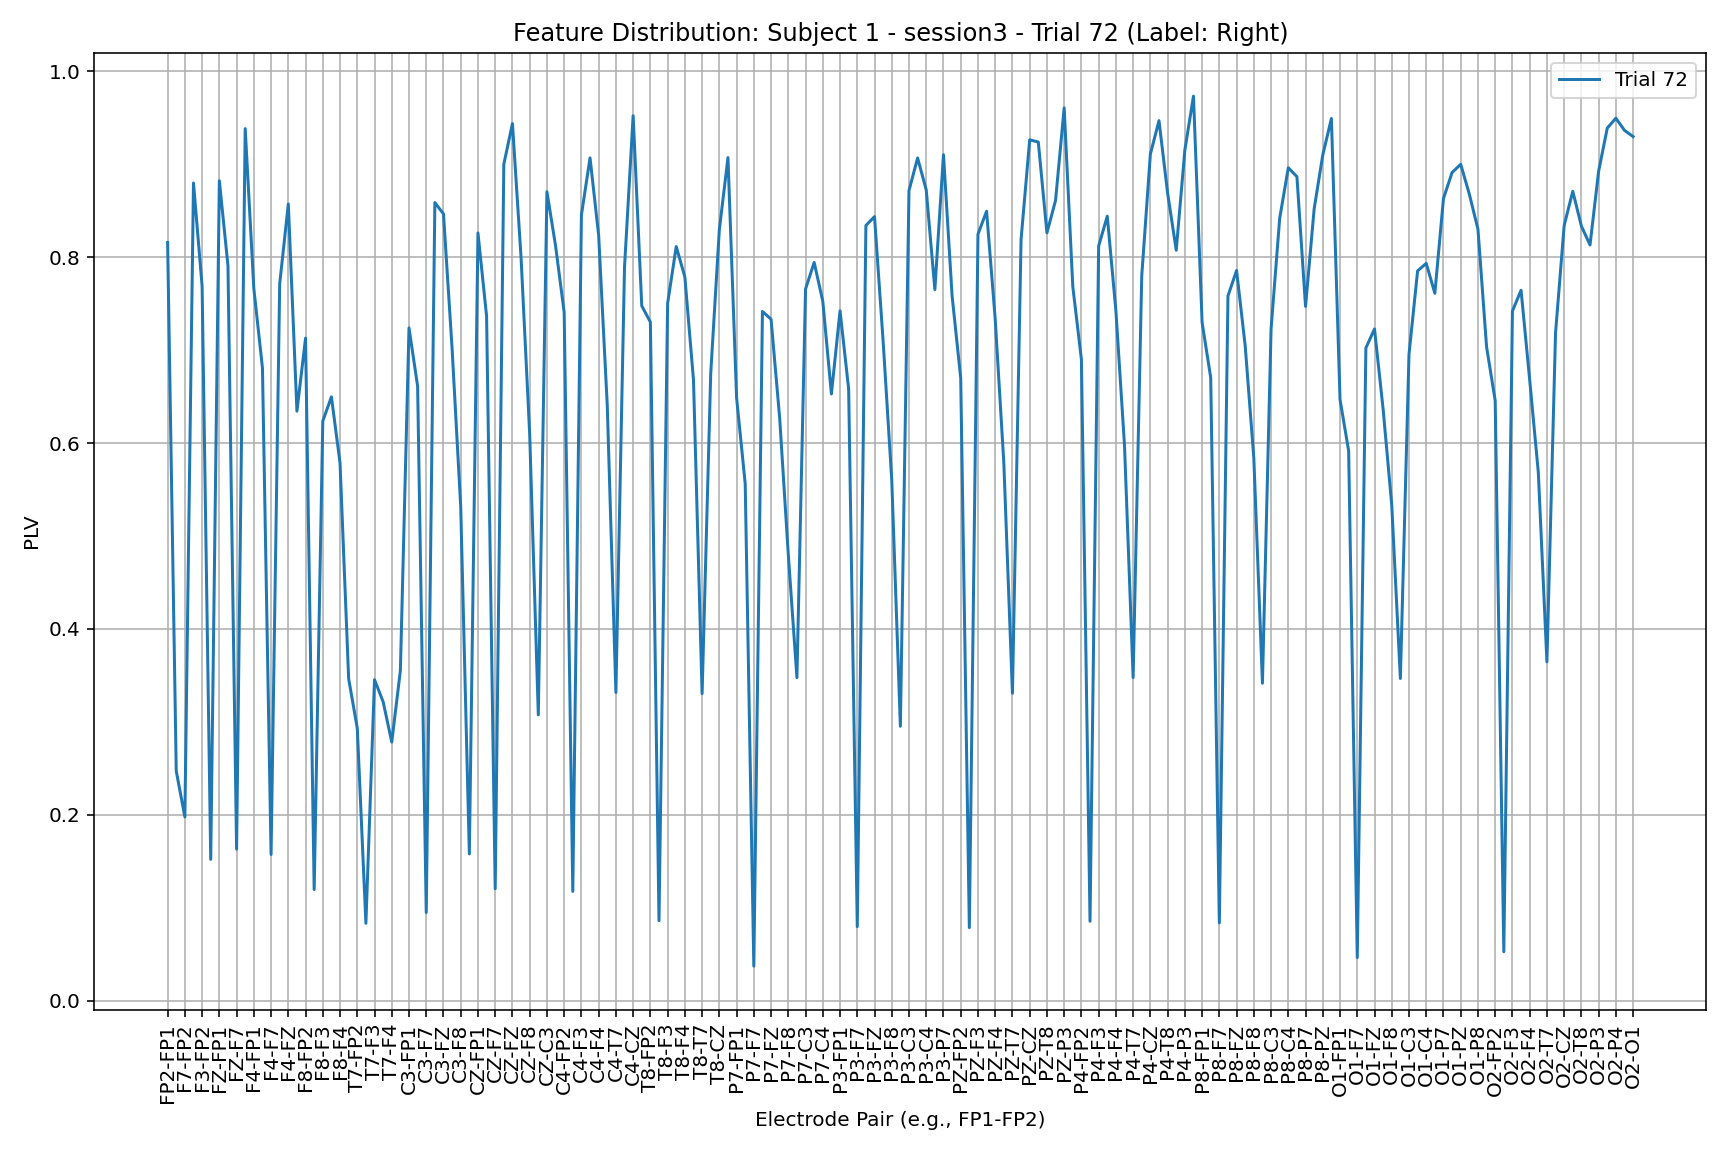 Feature Distribution: Subject 1 - session3 - Trial 72 (Label: Right)
Trial 72
PLV
1.0
0.8
0.6
0.4
0.2
0.0
FP2-FP1
F7-FP2
F3-FP2
FZ-FP1
FZ-F7
F4-FP1
F4-F7
F4-FZ
F8-FP2
F8-F3
F8-F4
T7-FP2
T7-F3
T7-F4
C3-FP1
C3-F7
C3-FZ
C3-F8
CZ-FP1
CZ-F7
CZ-FZ
CZ-F8
CZ-C3
C4-FP2
C4-F3
C4-F4
C4-T7
C4-CZ
T8-FP2
T8-F3
T8-F4
T8-T7
T8-CZ
P7-FP1
P7-F7
P7-FZ
P7-F8
P7-C3
P7-C4
P3-FP1
P3-F7
P3-FZ
P3-F8
P3-C3
P3-C4
P3-P7
PZ-FP2
PZ-F3
PZ-F4
PZ-T7
PZ-CZ
PZ-T8
PZ-P3
P4-FP2
P4-F3
P4-F4
P4-T7
P4-CZ
P4-T8
P4-P3
P8-FP1
P8-F7
P8-FZ
P8-F8
P8-C3
P8-C4
P8-P7
P8-PZ
O1-FP1
O1-F7
O1-FZ
O1-F8
O1-C3
O1-C4
O1-P7
O1-PZ
O1-P8
O2-FP2
O2-F3
O2-F4
O2-T7
O2-CZ
O2-T8
O2-P3
O2-P4
O2-O1
Electrode Pair (e.g., FP1-FP2)